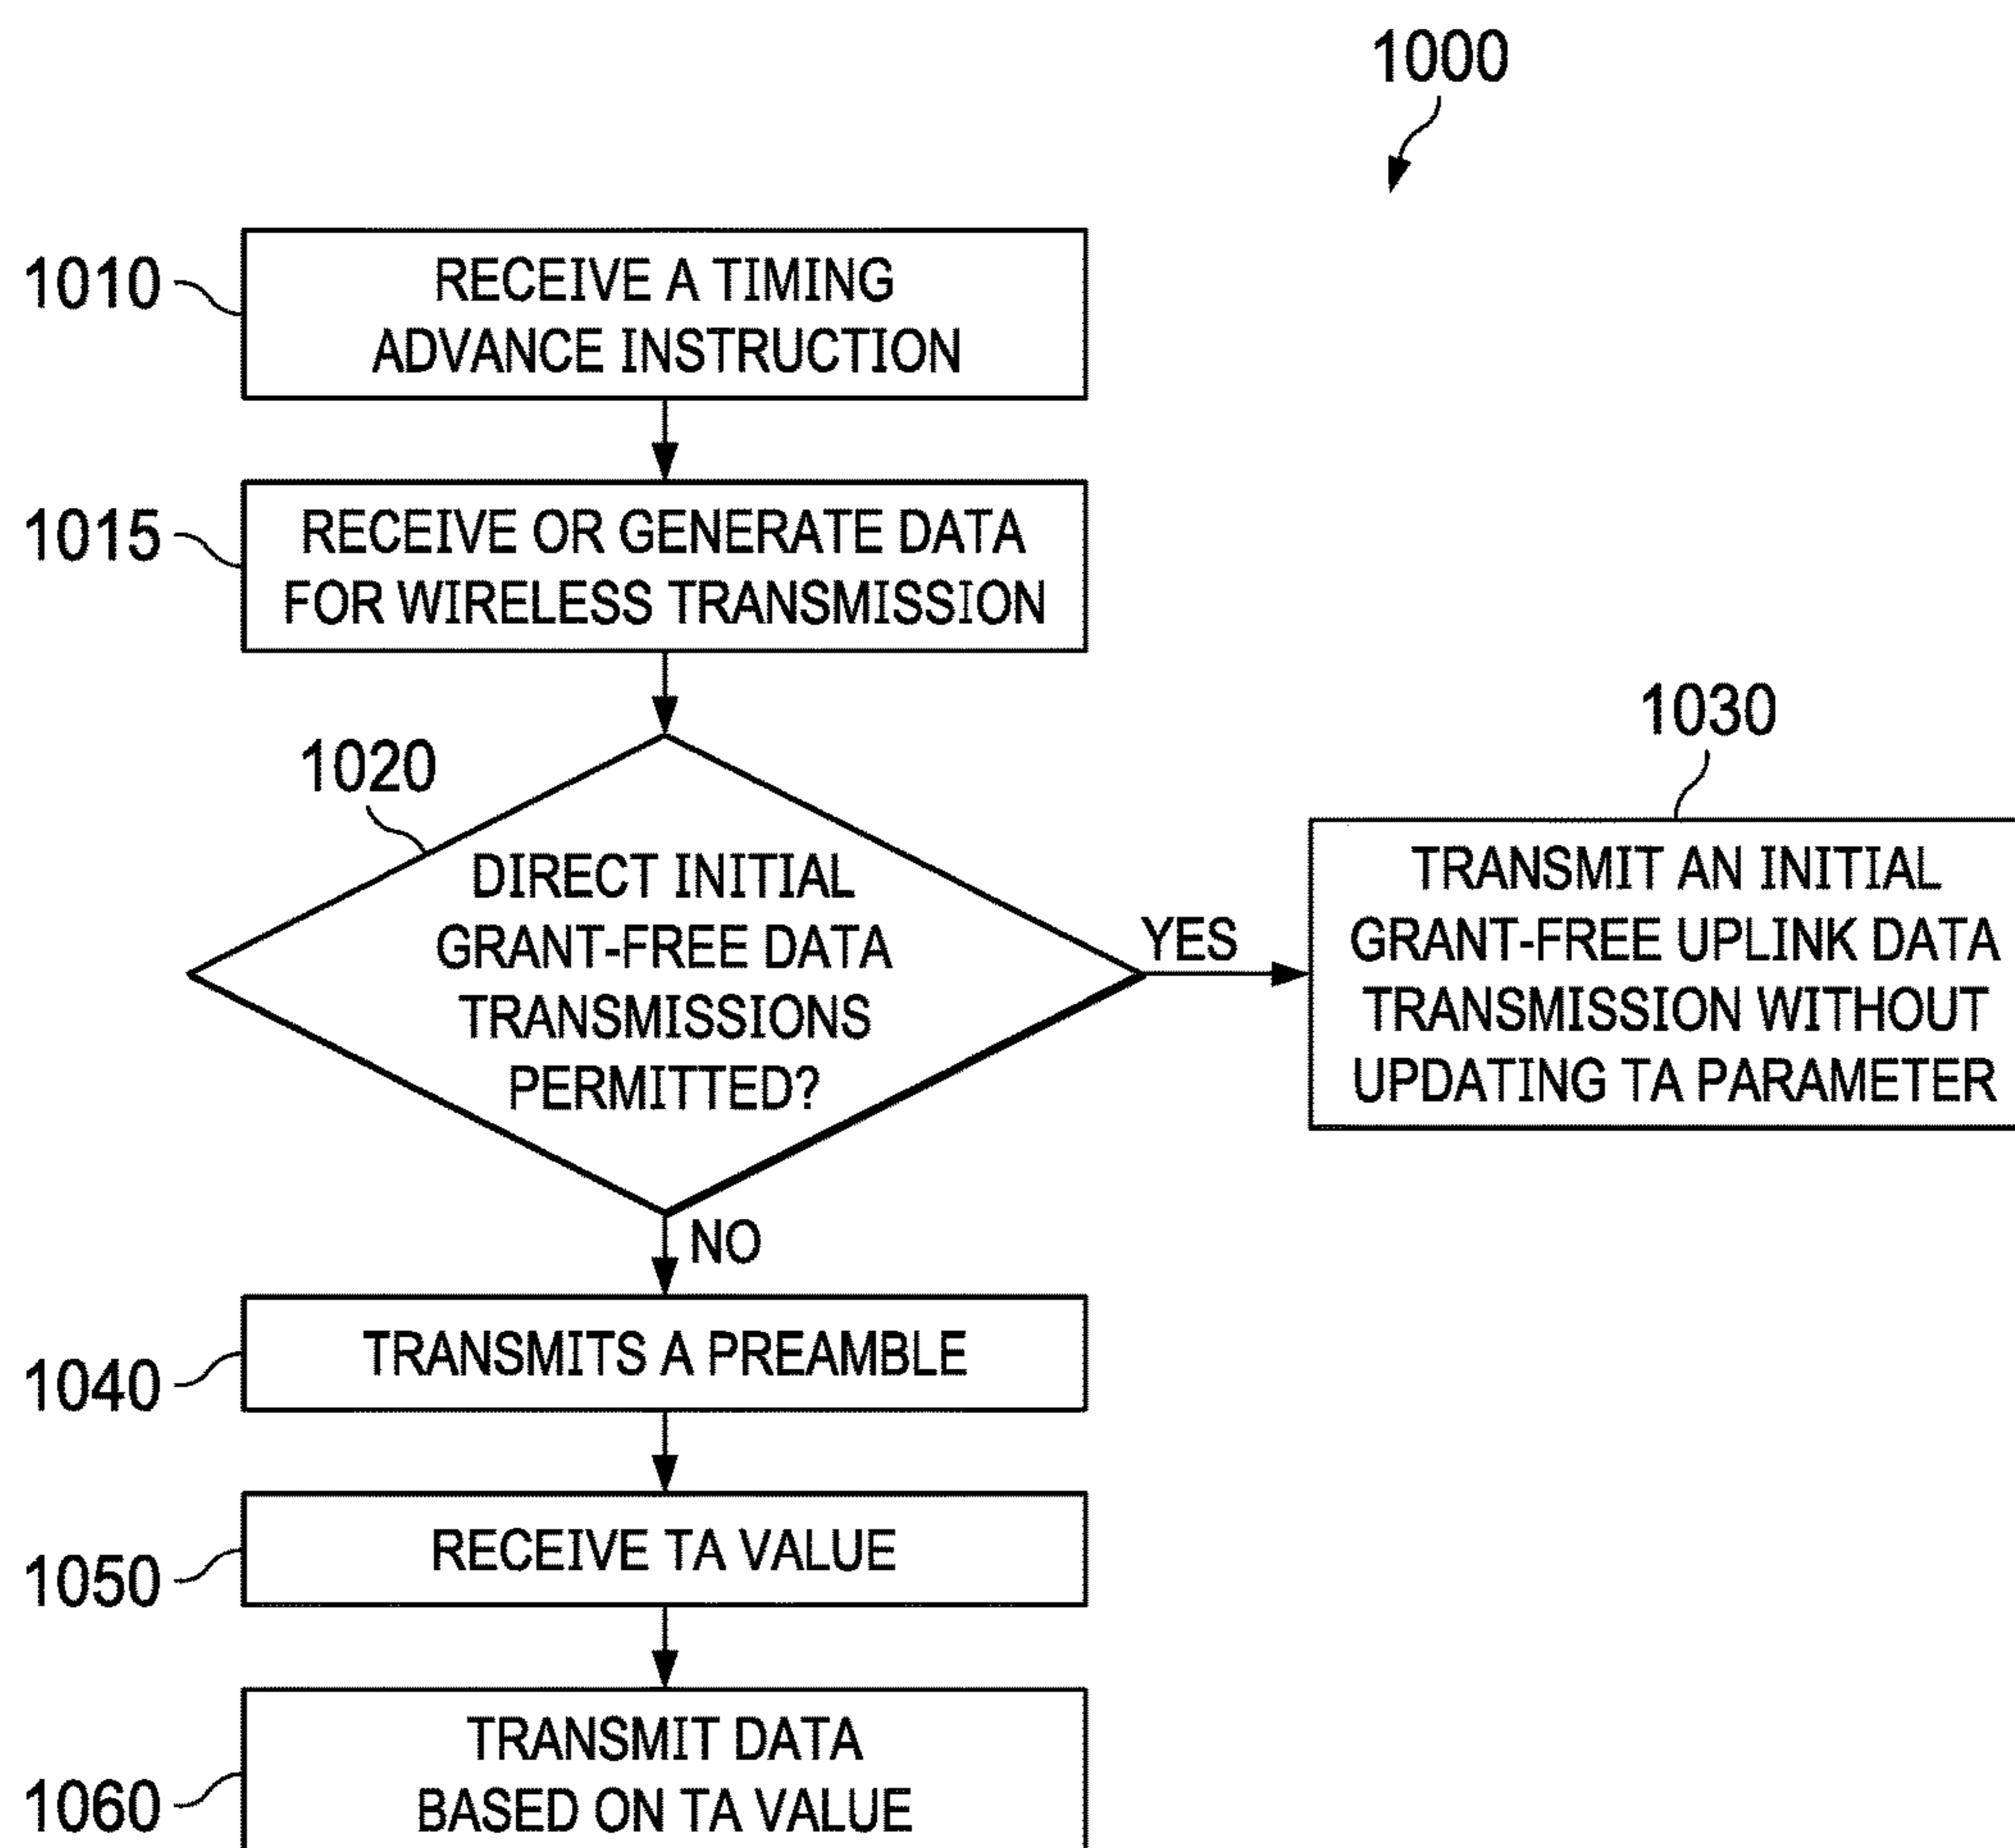 1000
1010
RECEIVE A TIMING
ADVANCE INSTRUCTION
1015
RECEIVE OR GENERATE DATA
FOR WIRELESS TRANSMISSION
1020
DIRECT INITIAL
GRANT-FREE DATA
TRANSMISSIONS
PERMITTED?
YES
1030
TRANSMIT AN INITIAL
GRANT-FREE UPLINK DATA
TRANSMISSION WITHOUT
UPDATING TA PARAMETER
NO
1040
TRANSMITS A PREAMBLE
1050
RECEIVE TA VALUE
1060
TRANSMIT DATA
BASED ON TA VALUE